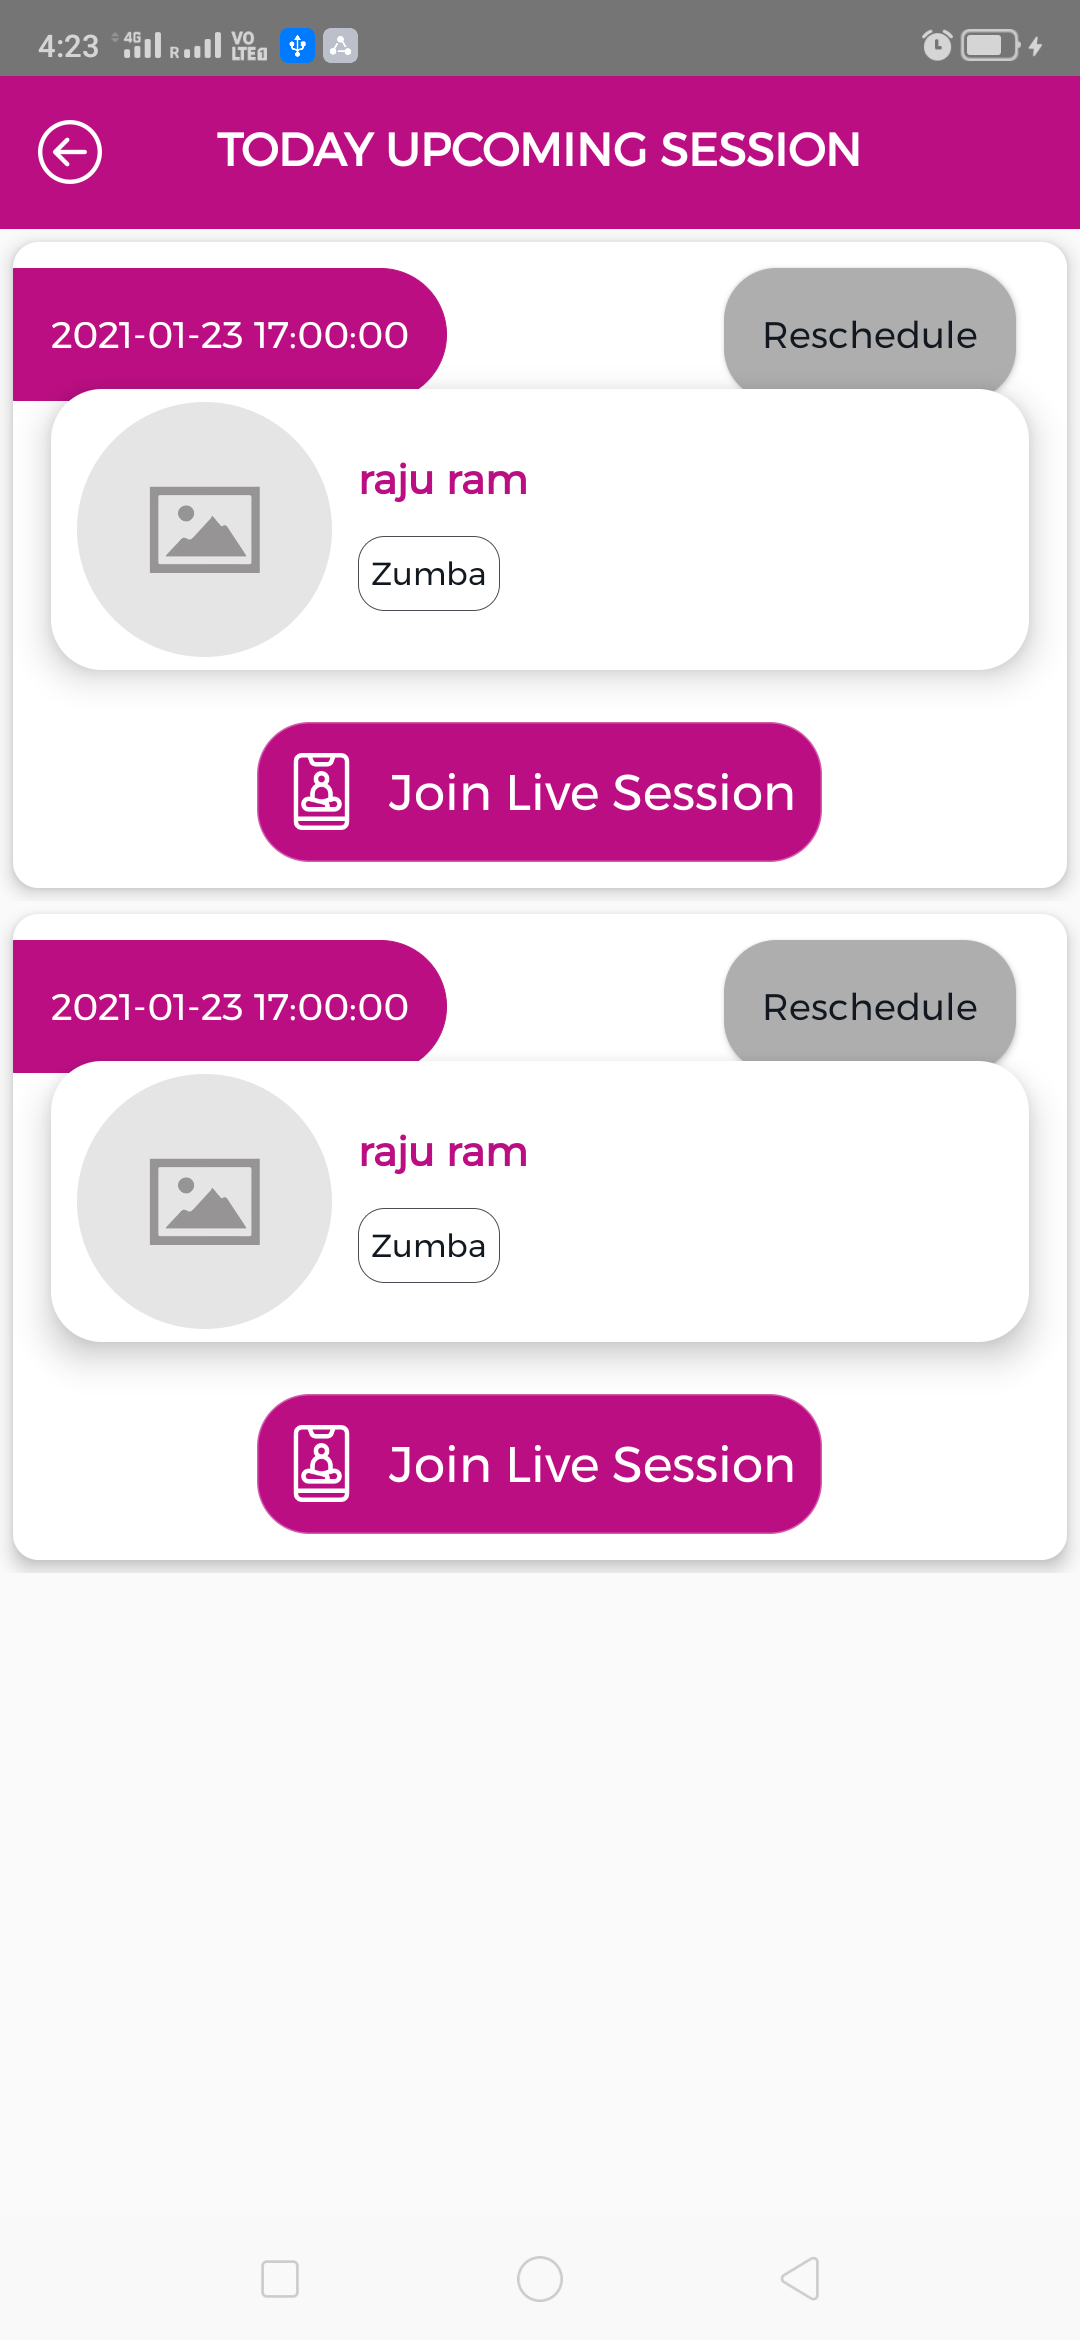 4:23 4G R VO LTE1
TODAY UPCOMING SESSION
2021-01-23 17:00:00 Reschedule
raju ram
Zumba
Join Live Session
2021-01-23 17:00:00 Reschedule
raju ram
Zumba
Join Live Session